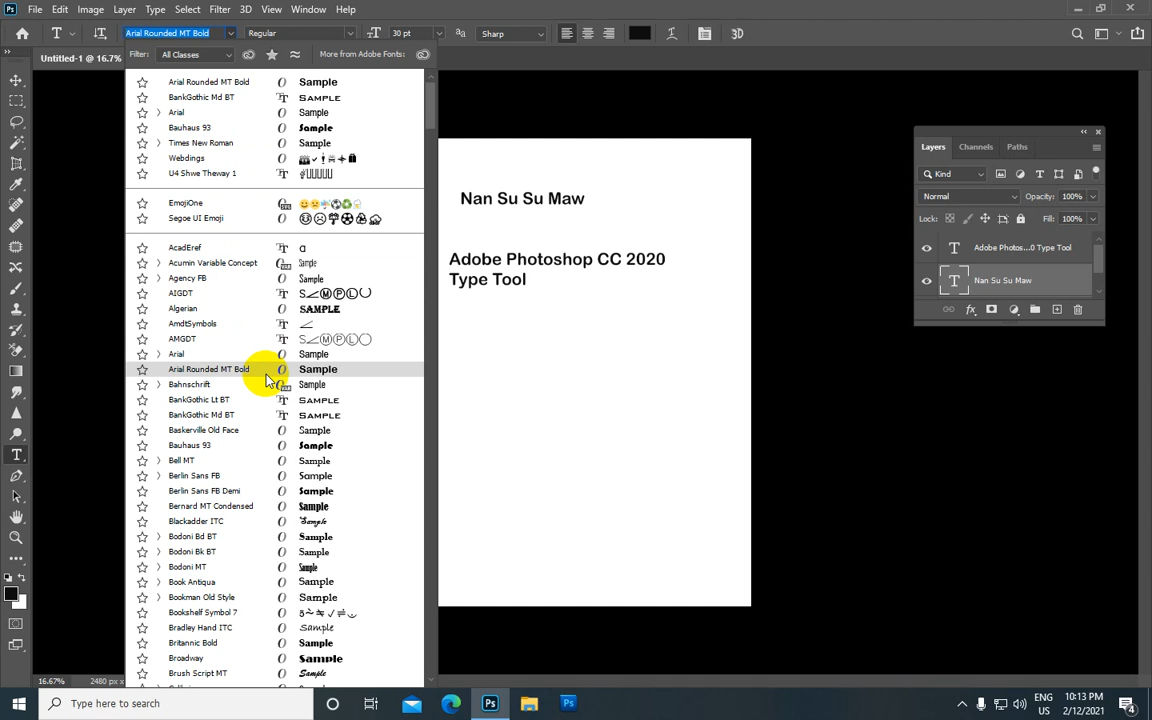 Ps File Edit Image Layer Type Select Filter 3D View Window Help
T Arial Rounded MT Bold Regular 30 pt aa Sharp 3D
Untitled-1 @ 16.7%
Filter: All Classes More from Adobe Fonts:
Arial Rounded MT Bold Sample
BankGothic Md BT SAMPLE
Arial Sample
Bauhaus 93 Sample
Times New Roman Sample
Webdings
U4 Shwe Theway 1
EmojiOne
Segoe UI Emoji
AcadEref
Acumin Variable Concept Sample
Agency FB Sample
AIGDT
Algerian SAMPLE
AmdtSymbols
AMGDT
Arial Sample
Arial Rounded MT Bold Sample
Bahnschrift Sample
BankGothic Lt BT SAMPLE
BankGothic Md BT SAMPLE
Baskerville Old Face Sample
Bauhaus 93 Sample
Bell MT Sample
Berlin Sans FB Sample
Berlin Sans FB Demi Sample
Bernard MT Condensed Sample
Blackadder ITC Sample
Bodoni Bd BT Sample
Bodoni Bk BT Sample
Bodoni MT Sample
Book Antiqua Sample
Bookman Old Style Sample
Bookshelf Symbol 7
Bradley Hand ITC Sample
Britannic Bold Sample
Broadway Sample
Brush Script MT Sample
Nan Su Su Maw
Adobe Photoshop CC 2020
Type Tool
Layers Channels Paths
Kind
Normal Opacity: 100%
Lock: Fill: 100%
T Adobe Photos...0 Type Tool
T Nan Su Su Maw
fx
16.67% 2480 px
Type here to search
Ps
Ps
ENG
US
10:13 PM
2/12/2021
4